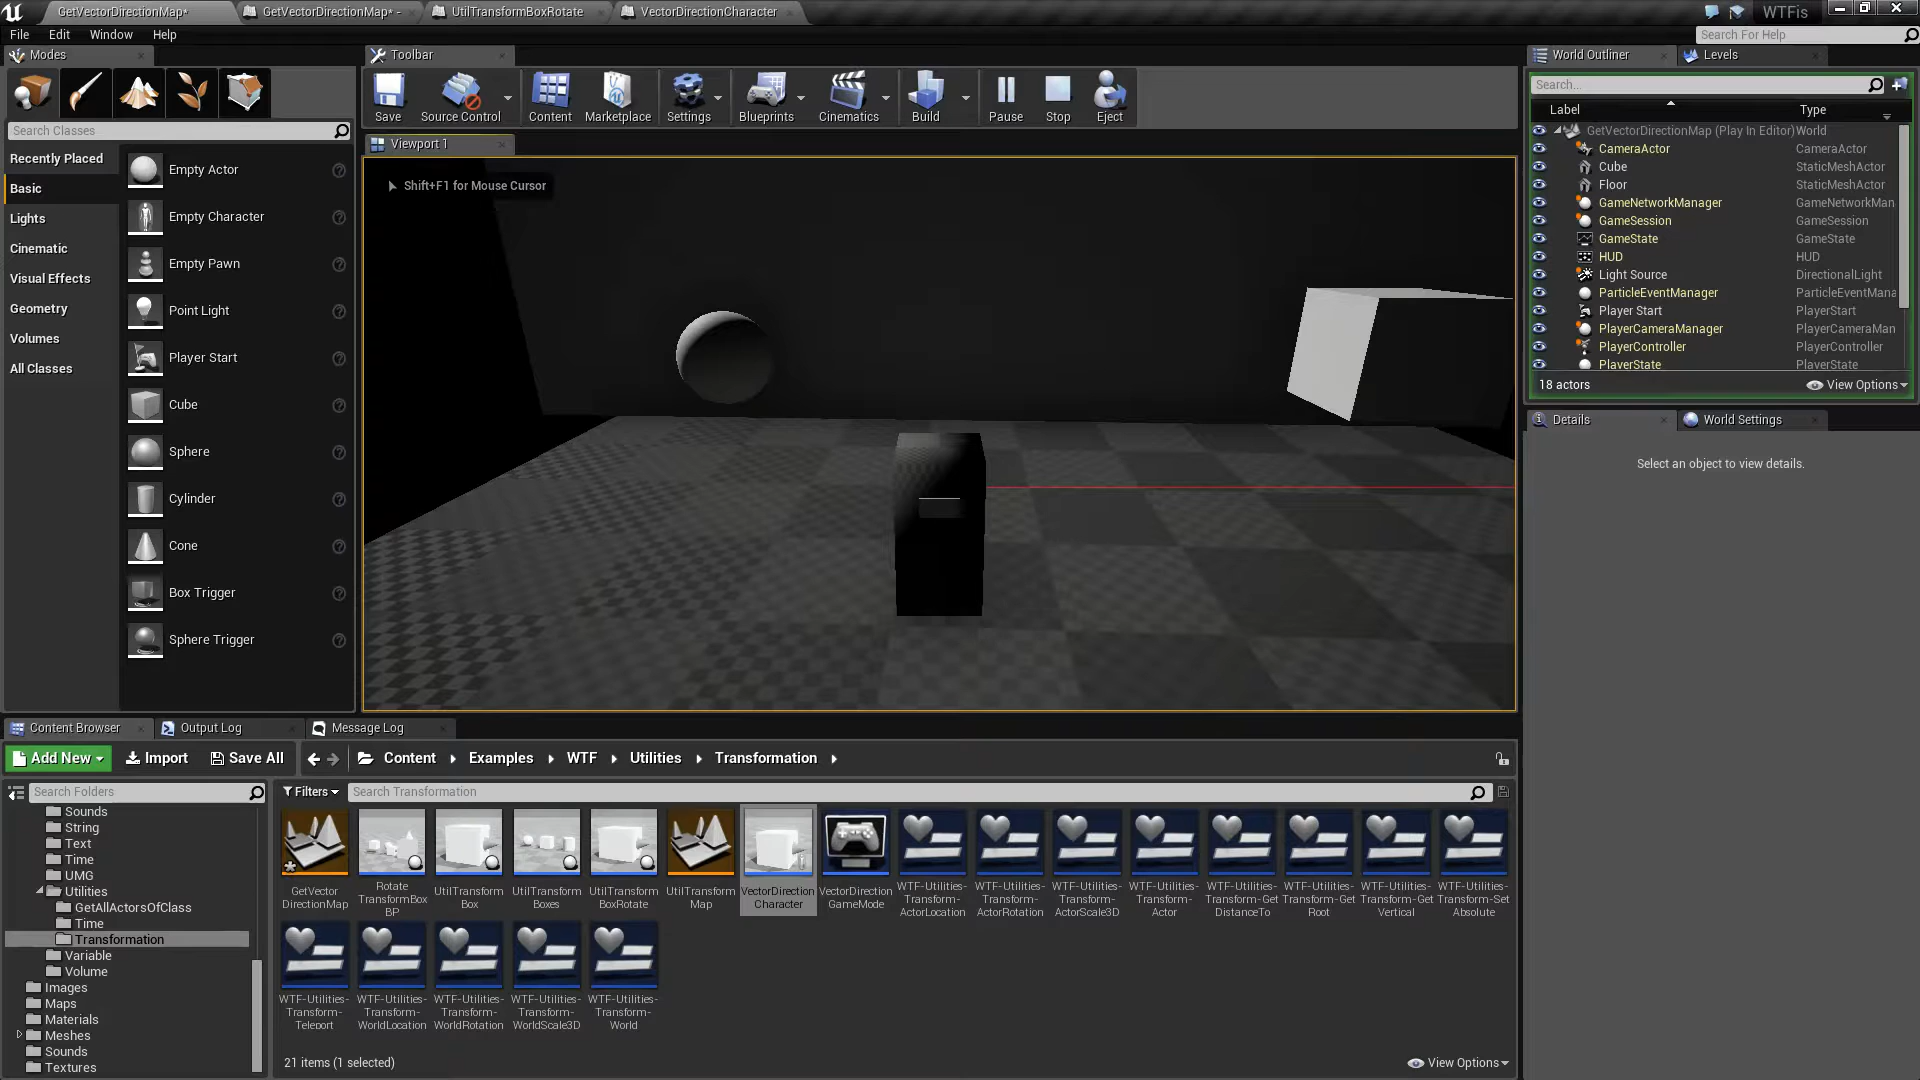 GetVectorDirectionMap*
GetVectorDirectionMap* -
UtilTransformBoxRotate
VectorDirectionCharacter
WTFis
File Edit Window Help
Search For Help
Modes
Toolbar
World Outliner
Levels
Save
Source Control
Content
Marketplace
Settings
Blueprints
Cinematics
Build
Pause
Stop
Eject
Search Classes
Search...
Label
Type
Viewport 1
Shift+F1 for Mouse Cursor
Recently Placed
Basic
Lights
Cinematic
Visual Effects
Geometry
Volumes
All Classes
Empty Actor
Empty Character
Empty Pawn
Point Light
Player Start
Cube
Sphere
Cylinder
Cone
Box Trigger
Sphere Trigger
GetVectorDirectionMap (Play In Editor) World
CameraActor CameraActor
Cube StaticMeshActor
Floor StaticMeshActor
GameNetworkManager GameNetworkMan
GameSession GameSession
GameState GameState
HUD HUD
Light Source DirectionalLight
ParticleEventManager ParticleEventMana
Player Start PlayerStart
PlayerCameraManager PlayerCameraMan
PlayerController PlayerController
PlayerState PlayerState
18 actors
View Options
Details
World Settings
Select an object to view details.
Content Browser
Output Log
Message Log
Add New
Import
Save All
Content
Examples
WTF
Utilities
Transformation
Search Folders
Filters
Search Transformation
Sounds
String
Text
Time
UMG
Utilities
GetAllActorsOfClass
Time
Transformation
Variable
Volume
Images
Maps
Materials
Meshes
Sounds
Textures
GetVector
DirectionMap
Rotate
TransformBox
BP
UtilTransform
Box
UtilTransform
Boxes
UtilTransform
BoxRotate
UtilTransform
Map
VectorDirection
Character
VectorDirection
GameMode
WTF-Utilities-
Transform-
ActorLocation
WTF-Utilities-
Transform-
ActorRotation
WTF-Utilities-
Transform-
ActorScale3D
WTF-Utilities-
Transform-
Actor
WTF-Utilities-
Transform-Get
DistanceTo
WTF-Utilities-
Transform-Get
Root
WTF-Utilities-
Transform-Get
Vertical
WTF-Utilities-
Transform-Set
Absolute
WTF-Utilities-
Transform-
Teleport
WTF-Utilities-
Transform-
WorldLocation
WTF-Utilities-
Transform-
WorldRotation
WTF-Utilities-
Transform-
WorldScale3D
WTF-Utilities-
Transform-
World
21 items (1 selected)
View Options